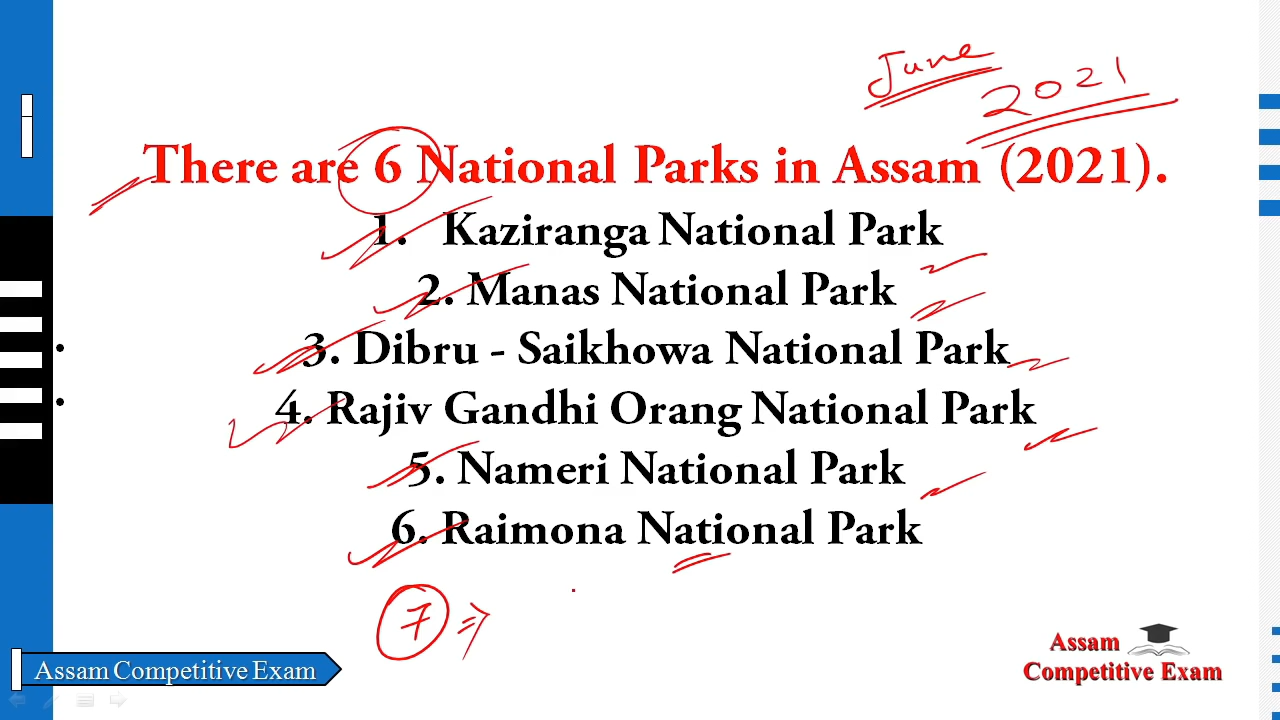 June
2021
There are 6 National Parks in Assam (2021).
1. Kaziranga National Park
2. Manas National Park
3. Dibru - Saikhowa National Park
4. Rajiv Gandhi Orang National Park
5. Nameri National Park
6. Raimona National Park
7 ⇒
Assam Competitive Exam
Assam
Competitive Exam